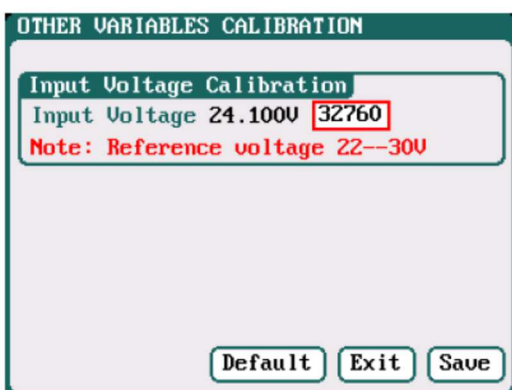 OTHER VARIABLES CALIBRATION
Input Voltage Calibration
Input Voltage 24.100V 32760
Note: Reference voltage 22--30V
Default Exit Save